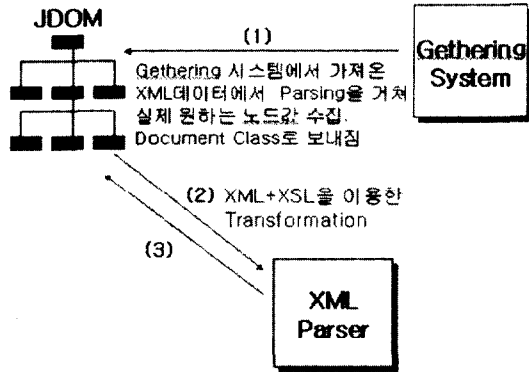 JDOM
(1)
Gethering
System
Gethering 시스템에서 가져온
XML데이터에서 Parsing을 거쳐
실제 원하는 노드값 수집.
Document Class로 보내짐
(2) XML+XSL을 이용한
Transformation
(3)
XML
Parser